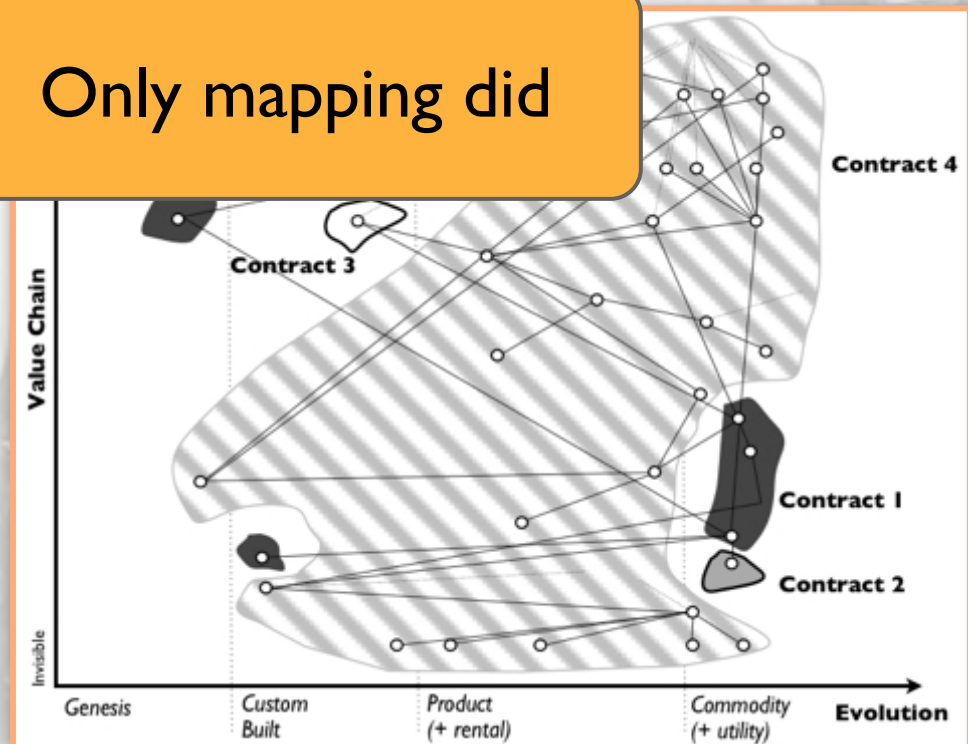 Only mapping did
Contract 4
Contract 3
Value Chain
Contract 1
Contract 2
Invisible
Genesis
Custom
Built
Product
(+ rental)
Commodity
(+ utility)
Evolution